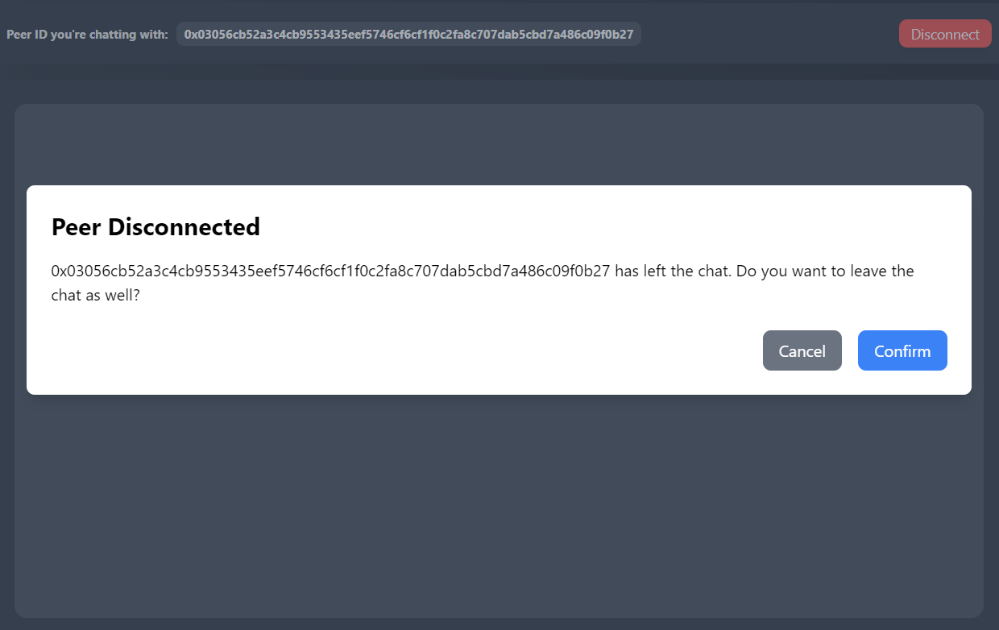 Peer ID you're chatting with: 0x03056cb52a3c4cb9553435eef5746cf6cf1f0c2fa8c707dab5cbd7a486c09f0b27 Disconnect
Peer Disconnected
0x03056cb52a3c4cb9553435eef5746cf6cf1f0c2fa8c707dab5cbd7a486c09f0b27 has left the chat. Do you want to leave the
chat as well?
Cancel Confirm